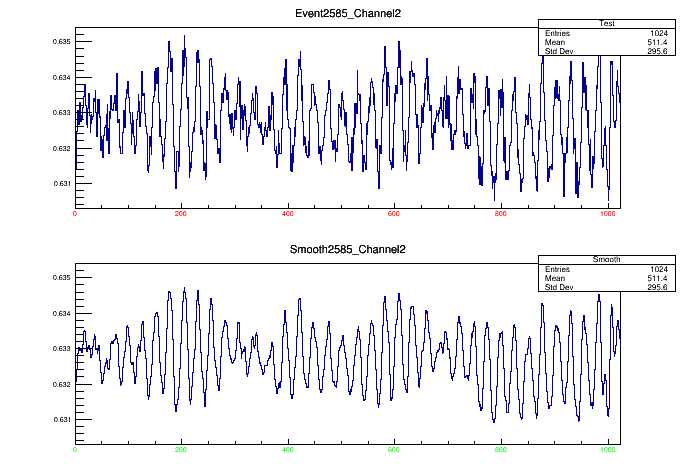 Event2585_Channel2
Test
Entries 1024
Mean 511.4
Std Dev 295.6
0.635
0.634
0.633
0.632
0.631
0 200 400 600 800 1000
Smooth2585_Channel2
Smooth
Entries 1024
Mean 511.4
Std Dev 295.6
0.635
0.634
0.633
0.632
0.631
0 200 400 600 800 1000